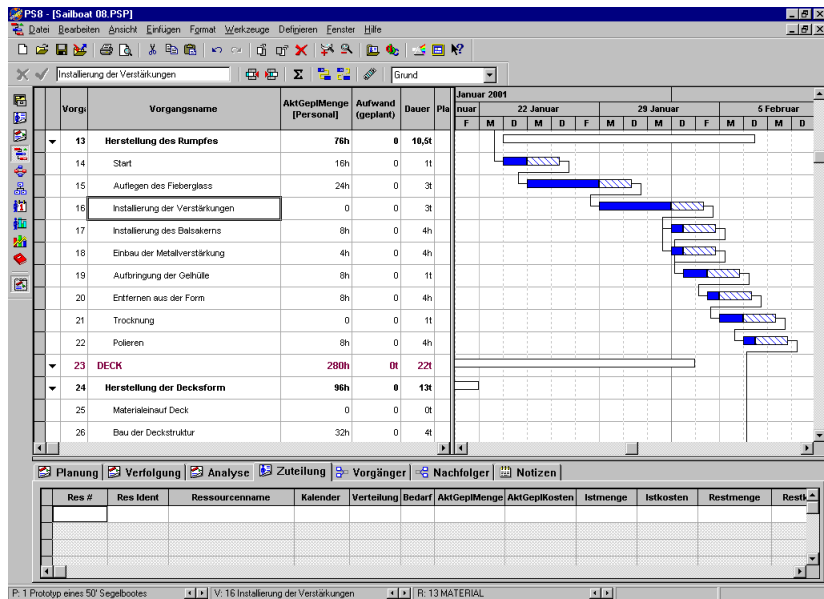 PS8 - [Sailboat 08.PSP]
Datei Bearbeiten Ansicht Einfügen Format Werkzeuge Definieren Fenster Hilfe
Installierung der Verstärkungen Σ Grund
Vorga Vorgangsname AktGeplMenge [Personal] Aufwand (geplant) Dauer Pla
Januar 2001
nuar 22 Januar 29 Januar 5 Februar
F M D M D F M D M D F M D M D
13 Herstellung des Rumpfes 76h 0 10,5t
14 Start 16h 0 1t
15 Auflegen des Fieberglass 24h 0 3t
16 Installierung der Verstärkungen 0 0 3t
17 Installierung des Balsakerns 8h 0 4h
18 Einbau der Metallverstärkung 4h 0 4h
19 Aufbringung der Gelhülle 8h 0 1t
20 Entfernen aus der Form 8h 0 4h
21 Trocknung 0 0 1t
22 Polieren 8h 0 4h
23 DECK 280h 0t 22t
24 Herstellung der Decksform 96h 0 13t
25 Materialeinauf Deck 0 0 0t
26 Bau der Deckstruktur 32h 0 4t
Planung Verfolgung Analyse Zuteilung Vorgänger Nachfolger Notizen
Res # Res Ident Ressourcenname Kalender Verteilung Bedarf AktGeplMenge AktGeplKosten Istmenge Istkosten Restmenge Restk
P: 1 Prototyp eines 50' Segelbootes V: 16 Installierung der Verstärkungen R: 13 MATERIAL